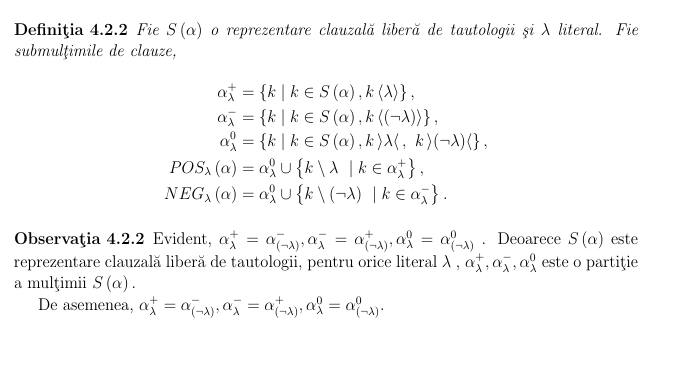 Definiţia 4.2.2 Fie S (α) o reprezentare clauzală liberă de tautologii şi λ literal. Fie
submulţimile de clauze,
α⁺_λ = {k | k ∈ S (α) , k ⟨λ⟩} ,
α⁻_λ = {k | k ∈ S (α) , k ⟨(¬λ)⟩} ,
α⁰_λ = {k | k ∈ S (α) , k ⟩λ⟨ , k ⟩(¬λ)⟨} ,
POS_λ (α) = α⁰_λ ∪ {k \ λ | k ∈ α⁺_λ} ,
NEG_λ (α) = α⁰_λ ∪ {k \ (¬λ) | k ∈ α⁻_λ} .
Observaţia 4.2.2 Evident, α⁺_λ = α⁻_(¬λ), α⁻_λ = α⁺_(¬λ), α⁰_λ = α⁰_(¬λ) . Deoarece S (α) este
reprezentare clauzală liberă de tautologii, pentru orice literal λ , α⁺_λ, α⁻_λ, α⁰_λ este o partiţie
a mulţimii S (α) .
De asemenea, α⁺_λ = α⁻_(¬λ), α⁻_λ = α⁺_(¬λ), α⁰_λ = α⁰_(¬λ).